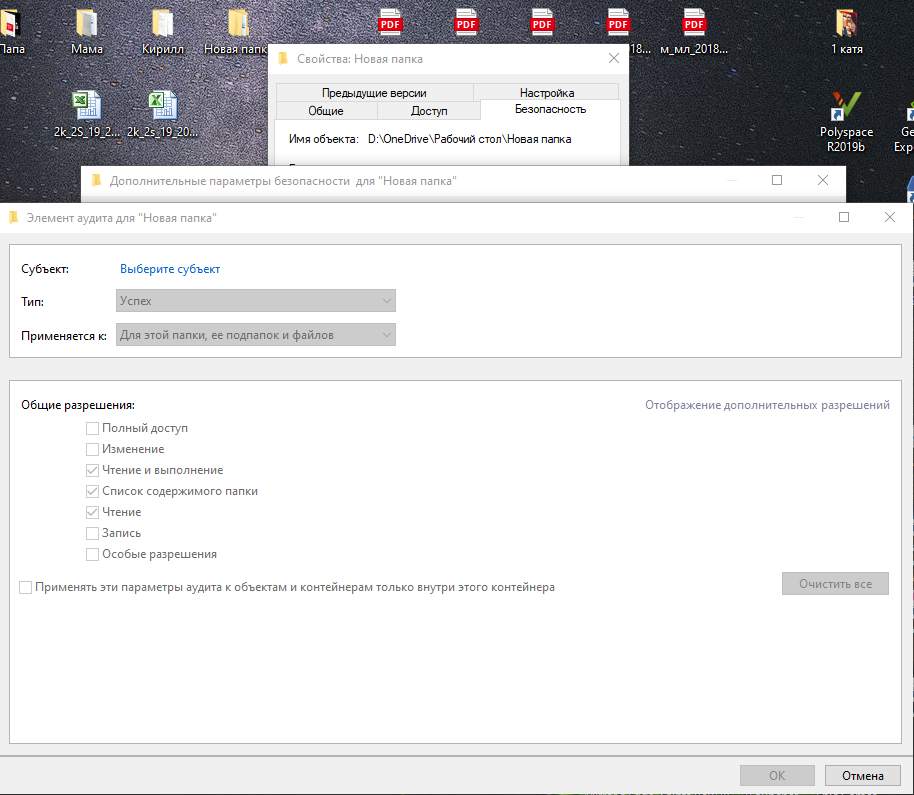 Папа
Мама
Кирилл
Новая папк
PDF
PDF
PDF
PDF
PDF
18...
м_мл_2018...
1 катя
2k_2S_19_2...
2k_2S_19_20...
Polyspace
R2019b
Ge
Exp
Свойства: Новая папка
Предыдущие версии
Настройка
Общие
Доступ
Безопасность
Имя объекта: D:\OneDrive\Рабочий стол\Новая папка
Дополнительные параметры безопасности для "Новая папка"
Элемент аудита для "Новая папка"
Субъект: Выберите субъект
Тип: Успех
Применяется к: Для этой папки, ее подпапок и файлов
Общие разрешения:
Отображение дополнительных разрешений
Полный доступ
Изменение
Чтение и выполнение
Список содержимого папки
Чтение
Запись
Особые разрешения
Применять эти параметры аудита к объектам и контейнерам только внутри этого контейнера
Очистить все
ОК
Отмена